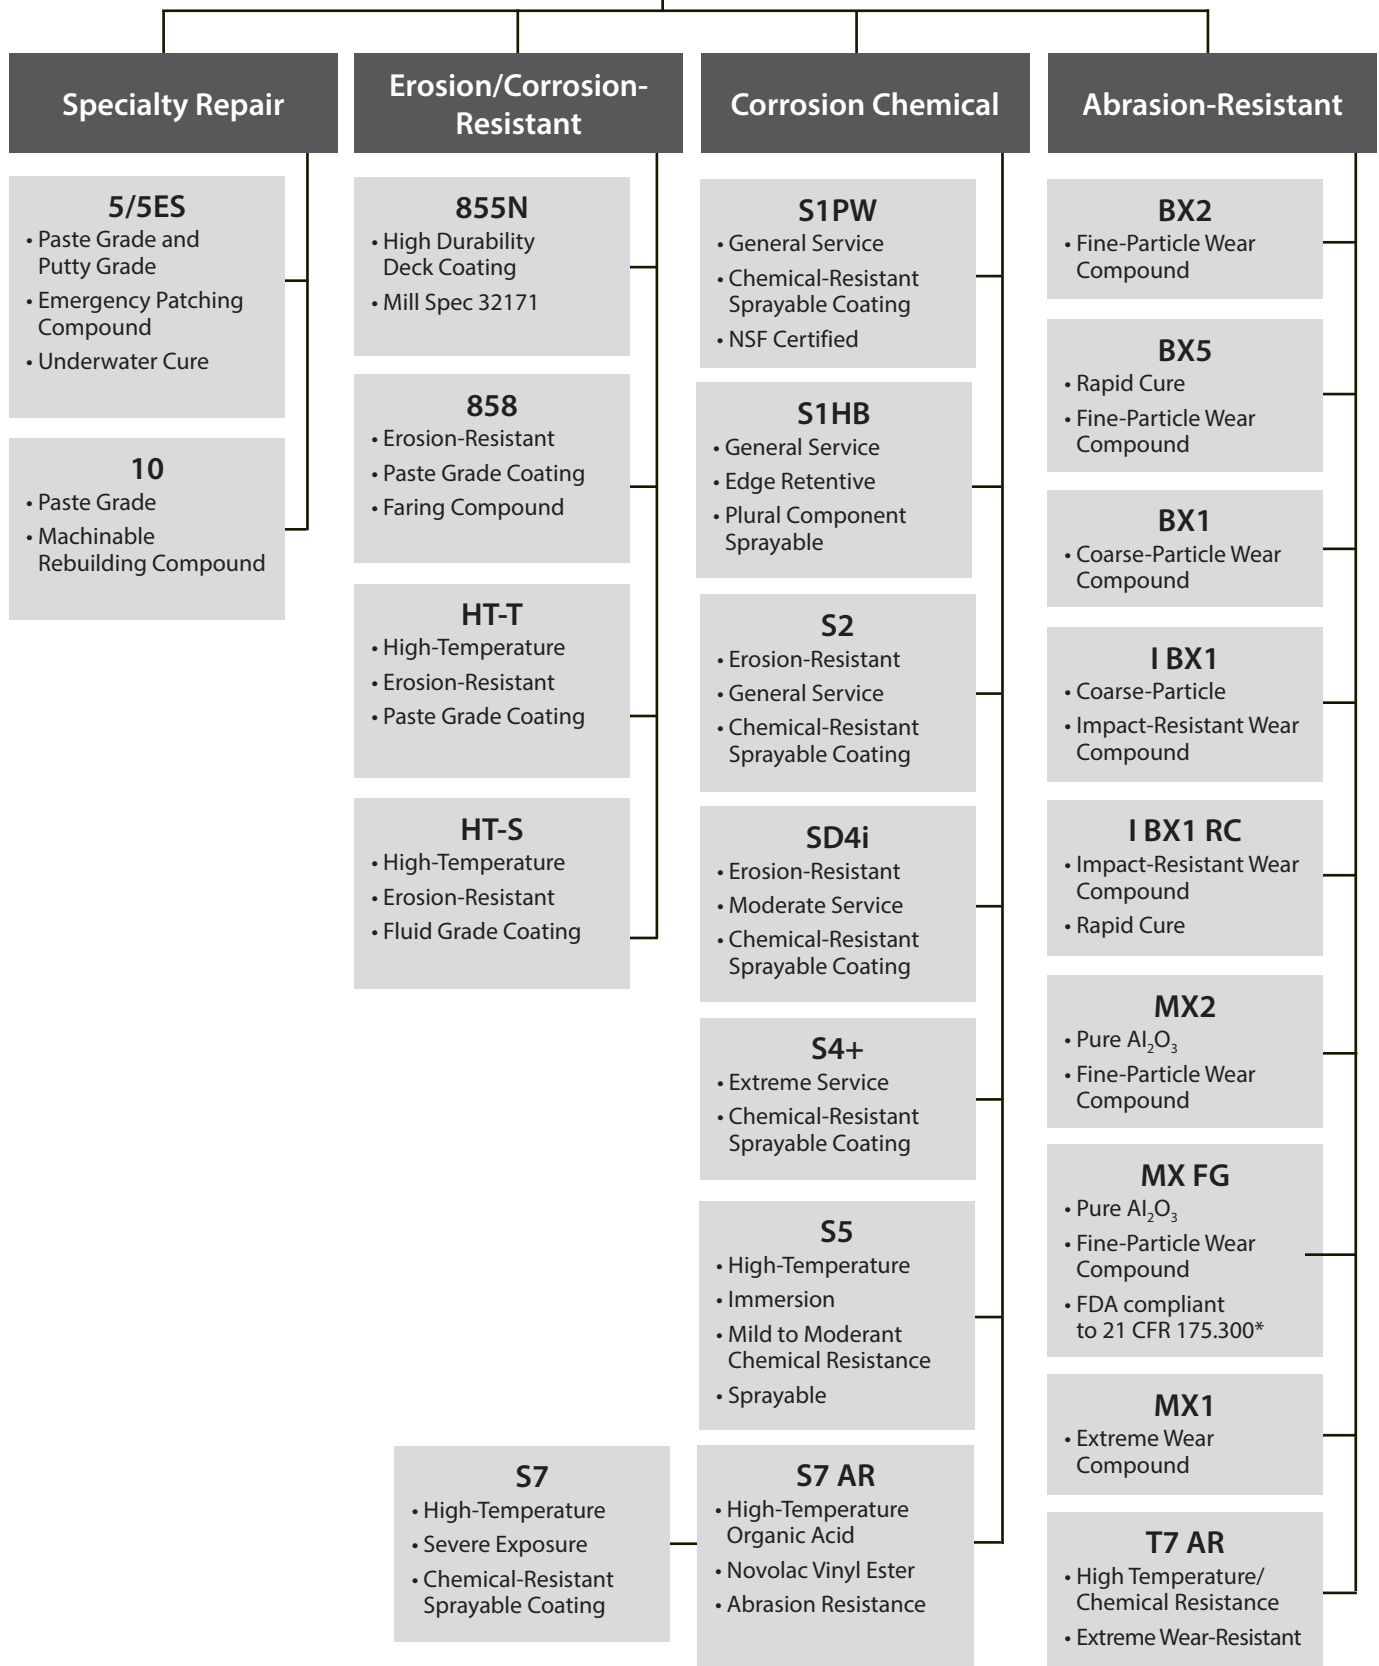 Specialty Repair
5/5ES
• Paste Grade and
Putty Grade
• Emergency Patching
Compound
• Underwater Cure
10
• Paste Grade
• Machinable
Rebuilding Compound
Erosion/Corrosion-
Resistant
855N
• High Durability
Deck Coating
• Mill Spec 32171
858
• Erosion-Resistant
• Paste Grade Coating
• Faring Compound
HT-T
• High-Temperature
• Erosion-Resistant
• Paste Grade Coating
HT-S
• High-Temperature
• Erosion-Resistant
• Fluid Grade Coating
Corrosion Chemical
S1PW
• General Service
• Chemical-Resistant
Sprayable Coating
• NSF Certified
S1HB
• General Service
• Edge Retentive
• Plural Component
Sprayable
S2
• Erosion-Resistant
• General Service
• Chemical-Resistant
Sprayable Coating
SD4i
• Erosion-Resistant
• Moderate Service
• Chemical-Resistant
Sprayable Coating
S4+
• Extreme Service
• Chemical-Resistant
Sprayable Coating
S5
• High-Temperature
• Immersion
• Mild to Moderant
Chemical Resistance
• Sprayable
S7
• High-Temperature
• Severe Exposure
• Chemical-Resistant
Sprayable Coating
S7 AR
• High-Temperature
Organic Acid
• Novolac Vinyl Ester
• Abrasion Resistance
Abrasion-Resistant
BX2
• Fine-Particle Wear
Compound
BX5
• Rapid Cure
• Fine-Particle Wear
Compound
BX1
• Coarse-Particle Wear
Compound
I BX1
• Coarse-Particle
• Impact-Resistant Wear
Compound
I BX1 RC
• Impact-Resistant Wear
Compound
• Rapid Cure
MX2
• Pure Al₂O₃
• Fine-Particle Wear
Compound
MX FG
• Pure Al₂O₃
• Fine-Particle Wear
Compound
• FDA compliant
to 21 CFR 175.300*
MX1
• Extreme Wear
Compound
T7 AR
• High Temperature/
Chemical Resistance
• Extreme Wear-Resistant